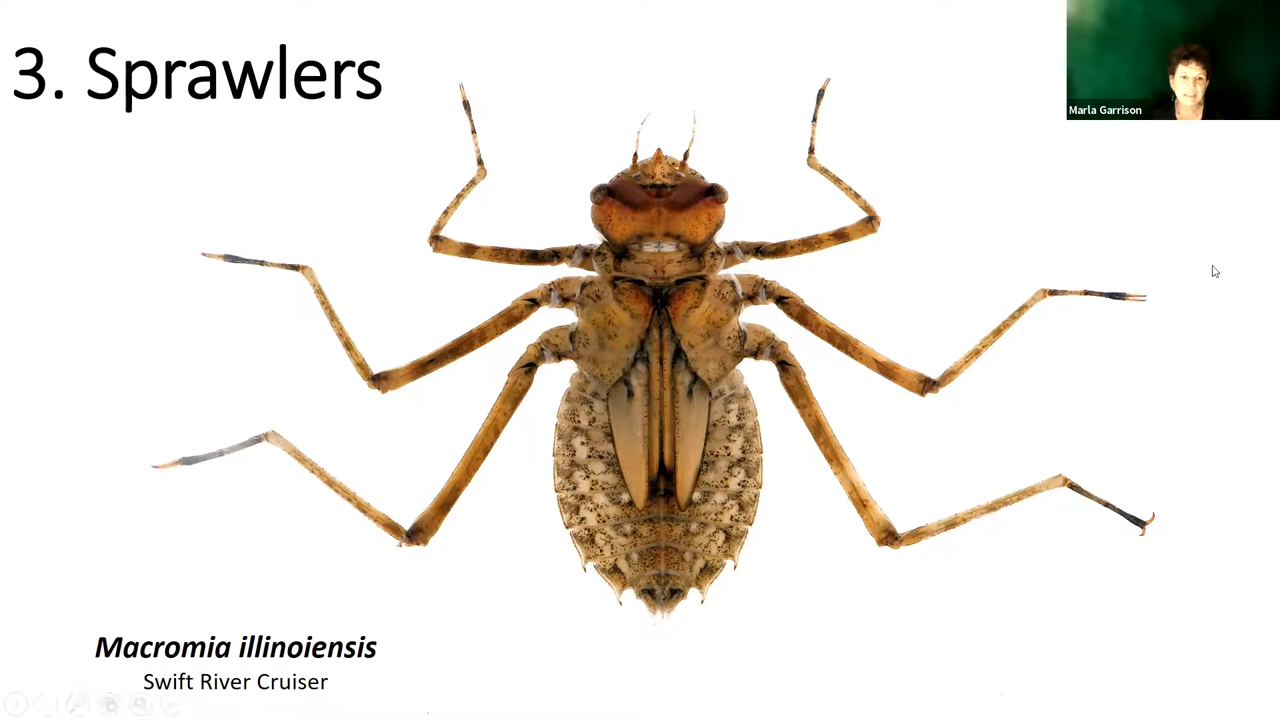 3. Sprawlers
Marla Garrison
Macromia illinoiensis
Swift River Cruiser